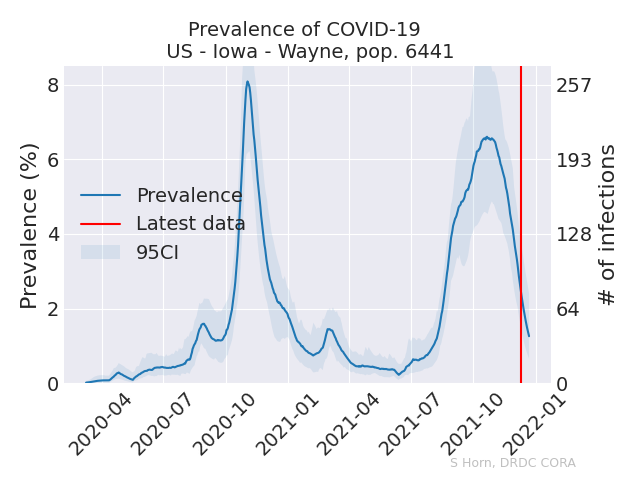 Prevalence of COVID-19
US - Iowa - Wayne, pop. 6441
Prevalence (%)
8
6
4
2
0
257
193
128
64
0
# of infections
Prevalence
Latest data
95CI
2020-04
2020-07
2020-10
2021-01
2021-04
2021-07
2021-10
2022-01
S Horn, DRDC CORA